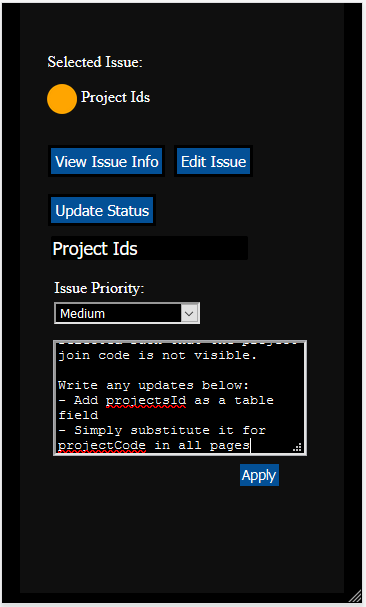 Selected Issue:
Project Ids
View Issue Info Edit Issue
Update Status
Project Ids
Issue Priority:
Medium
join code is not visible.
Write any updates below:
- Add projectsId as a table
field
- Simply substitute it for
projectCode in all pages
Apply